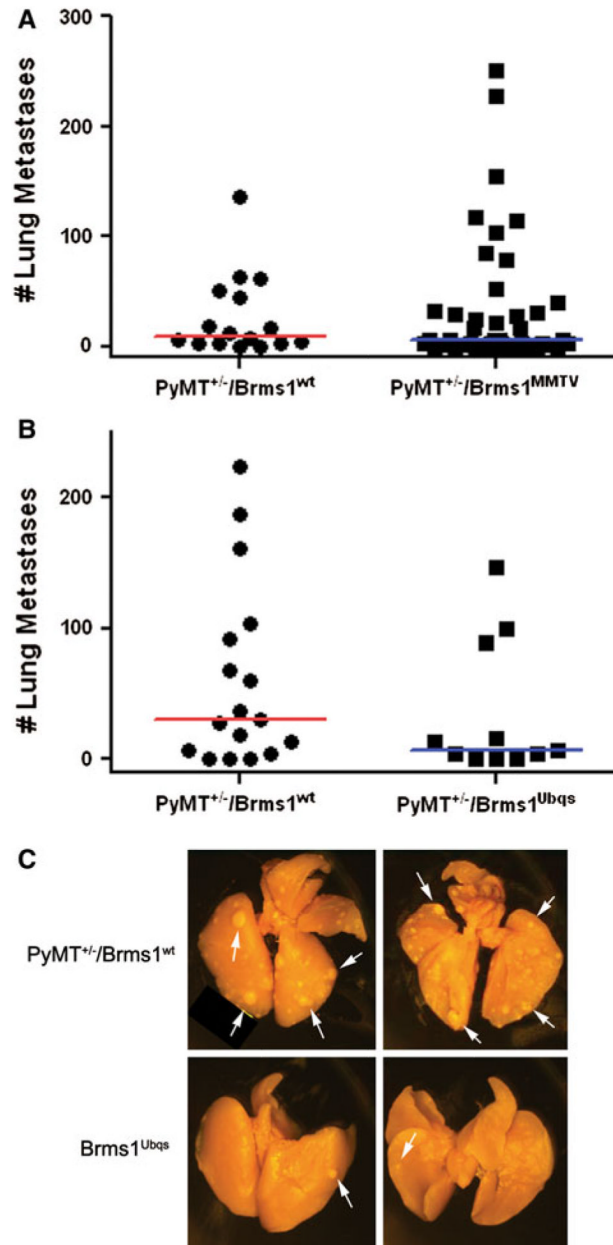 A
300
200
100
0
# Lung Metastases
PyMT+/-/Brms1wt
PyMT+/-/Brms1MMTV
B
200
100
0
# Lung Metastases
PyMT+/-/Brms1wt
PyMT+/-/Brms1Ubqs
C
PyMT+/-/Brms1wt
Brms1Ubqs